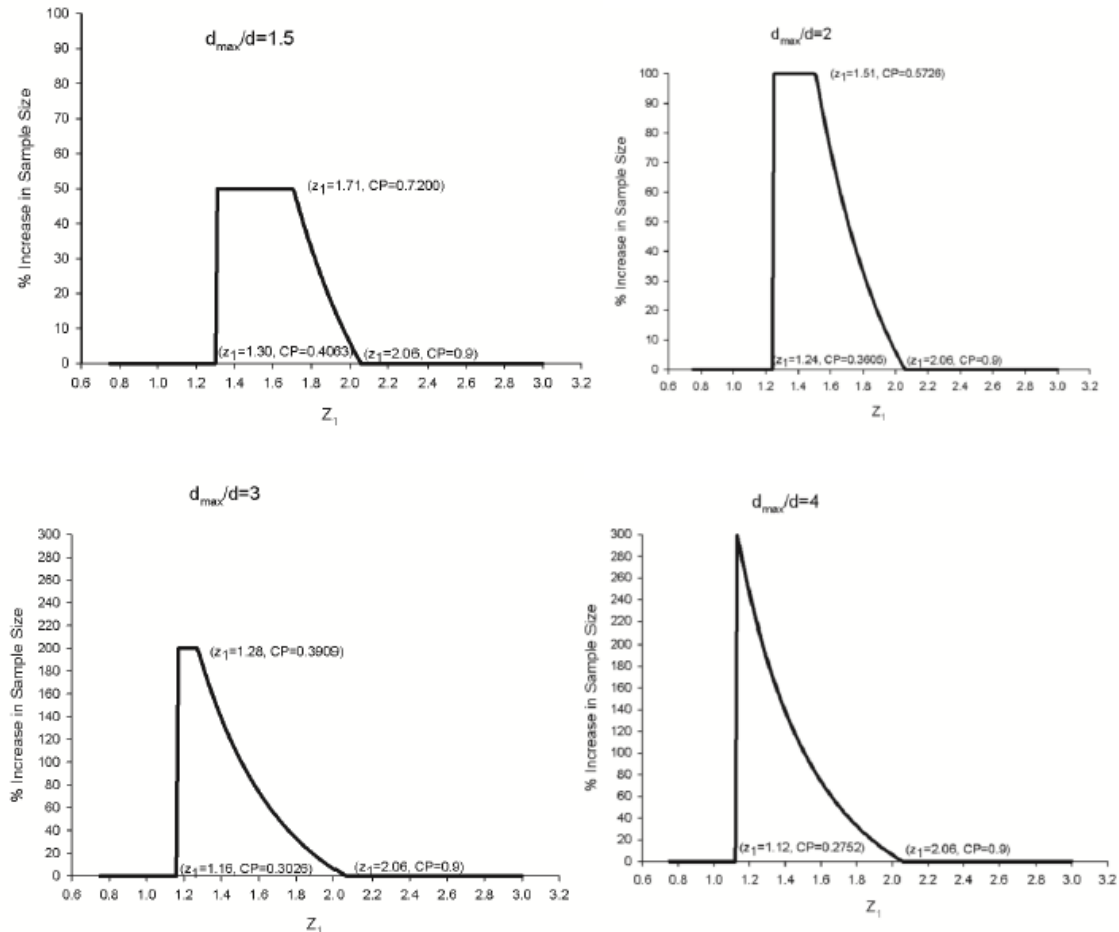 d_max/d=1.5
% Increase in Sample Size
100
90
80
70
60
50
40
30
20
10
0
(z₁=1.71, CP=0.7200)
(z₁=1.30, CP=0.4063)
(z₁=2.06, CP=0.9)
0.6 0.8 1.0 1.2 1.4 1.6 1.8 2.0 2.2 2.4 2.6 2.8 3.0 3.2
Z₁
d_max/d=2
% Increase in Sample Size
100
90
80
70
60
50
40
30
20
10
0
(z₁=1.51, CP=0.5726)
(z₁=1.24, CP=0.3605)
(z₁=2.06, CP=0.9)
0.6 0.8 1.0 1.2 1.4 1.6 1.8 2.0 2.2 2.4 2.6 2.8 3.0 3.2
Z₁
d_max/d=3
% Increase in Sample Size
300
280
260
240
220
200
180
160
140
120
100
80
60
40
20
0
(z₁=1.28, CP=0.3909)
(z₁=1.16, CP=0.3025)
(z₁=2.06, CP=0.9)
0.6 0.8 1.0 1.2 1.4 1.6 1.8 2.0 2.2 2.4 2.6 2.8 3.0 3.2
Z₁
d_max/d=4
% Increase in Sample Size
300
280
260
240
220
200
180
160
140
120
100
80
60
40
20
0
(z₁=1.12, CP=0.2752)
(z₁=2.06, CP=0.9)
0.6 0.8 1.0 1.2 1.4 1.6 1.8 2.0 2.2 2.4 2.6 2.8 3.0 3.2
Z₁